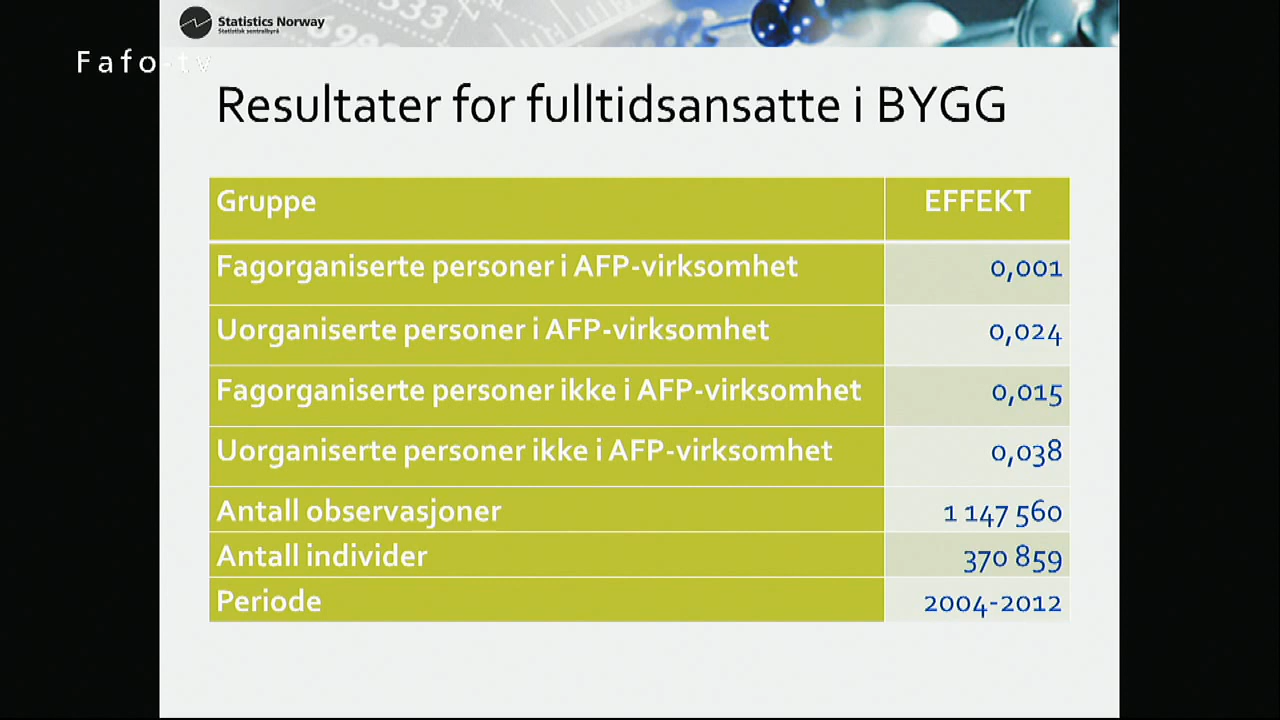 Statistics Norway
Statistisk sentralbyrå
Fafo-tv
Resultater for fulltidsansatte i BYGG
Gruppe EFFEKT
Fagorganiserte personer i AFP-virksomhet 0,001
Uorganiserte personer i AFP-virksomhet 0,024
Fagorganiserte personer ikke i AFP-virksomhet 0,015
Uorganiserte personer ikke i AFP-virksomhet 0,038
Antall observasjoner 1 147 560
Antall individer 370 859
Periode 2004-2012